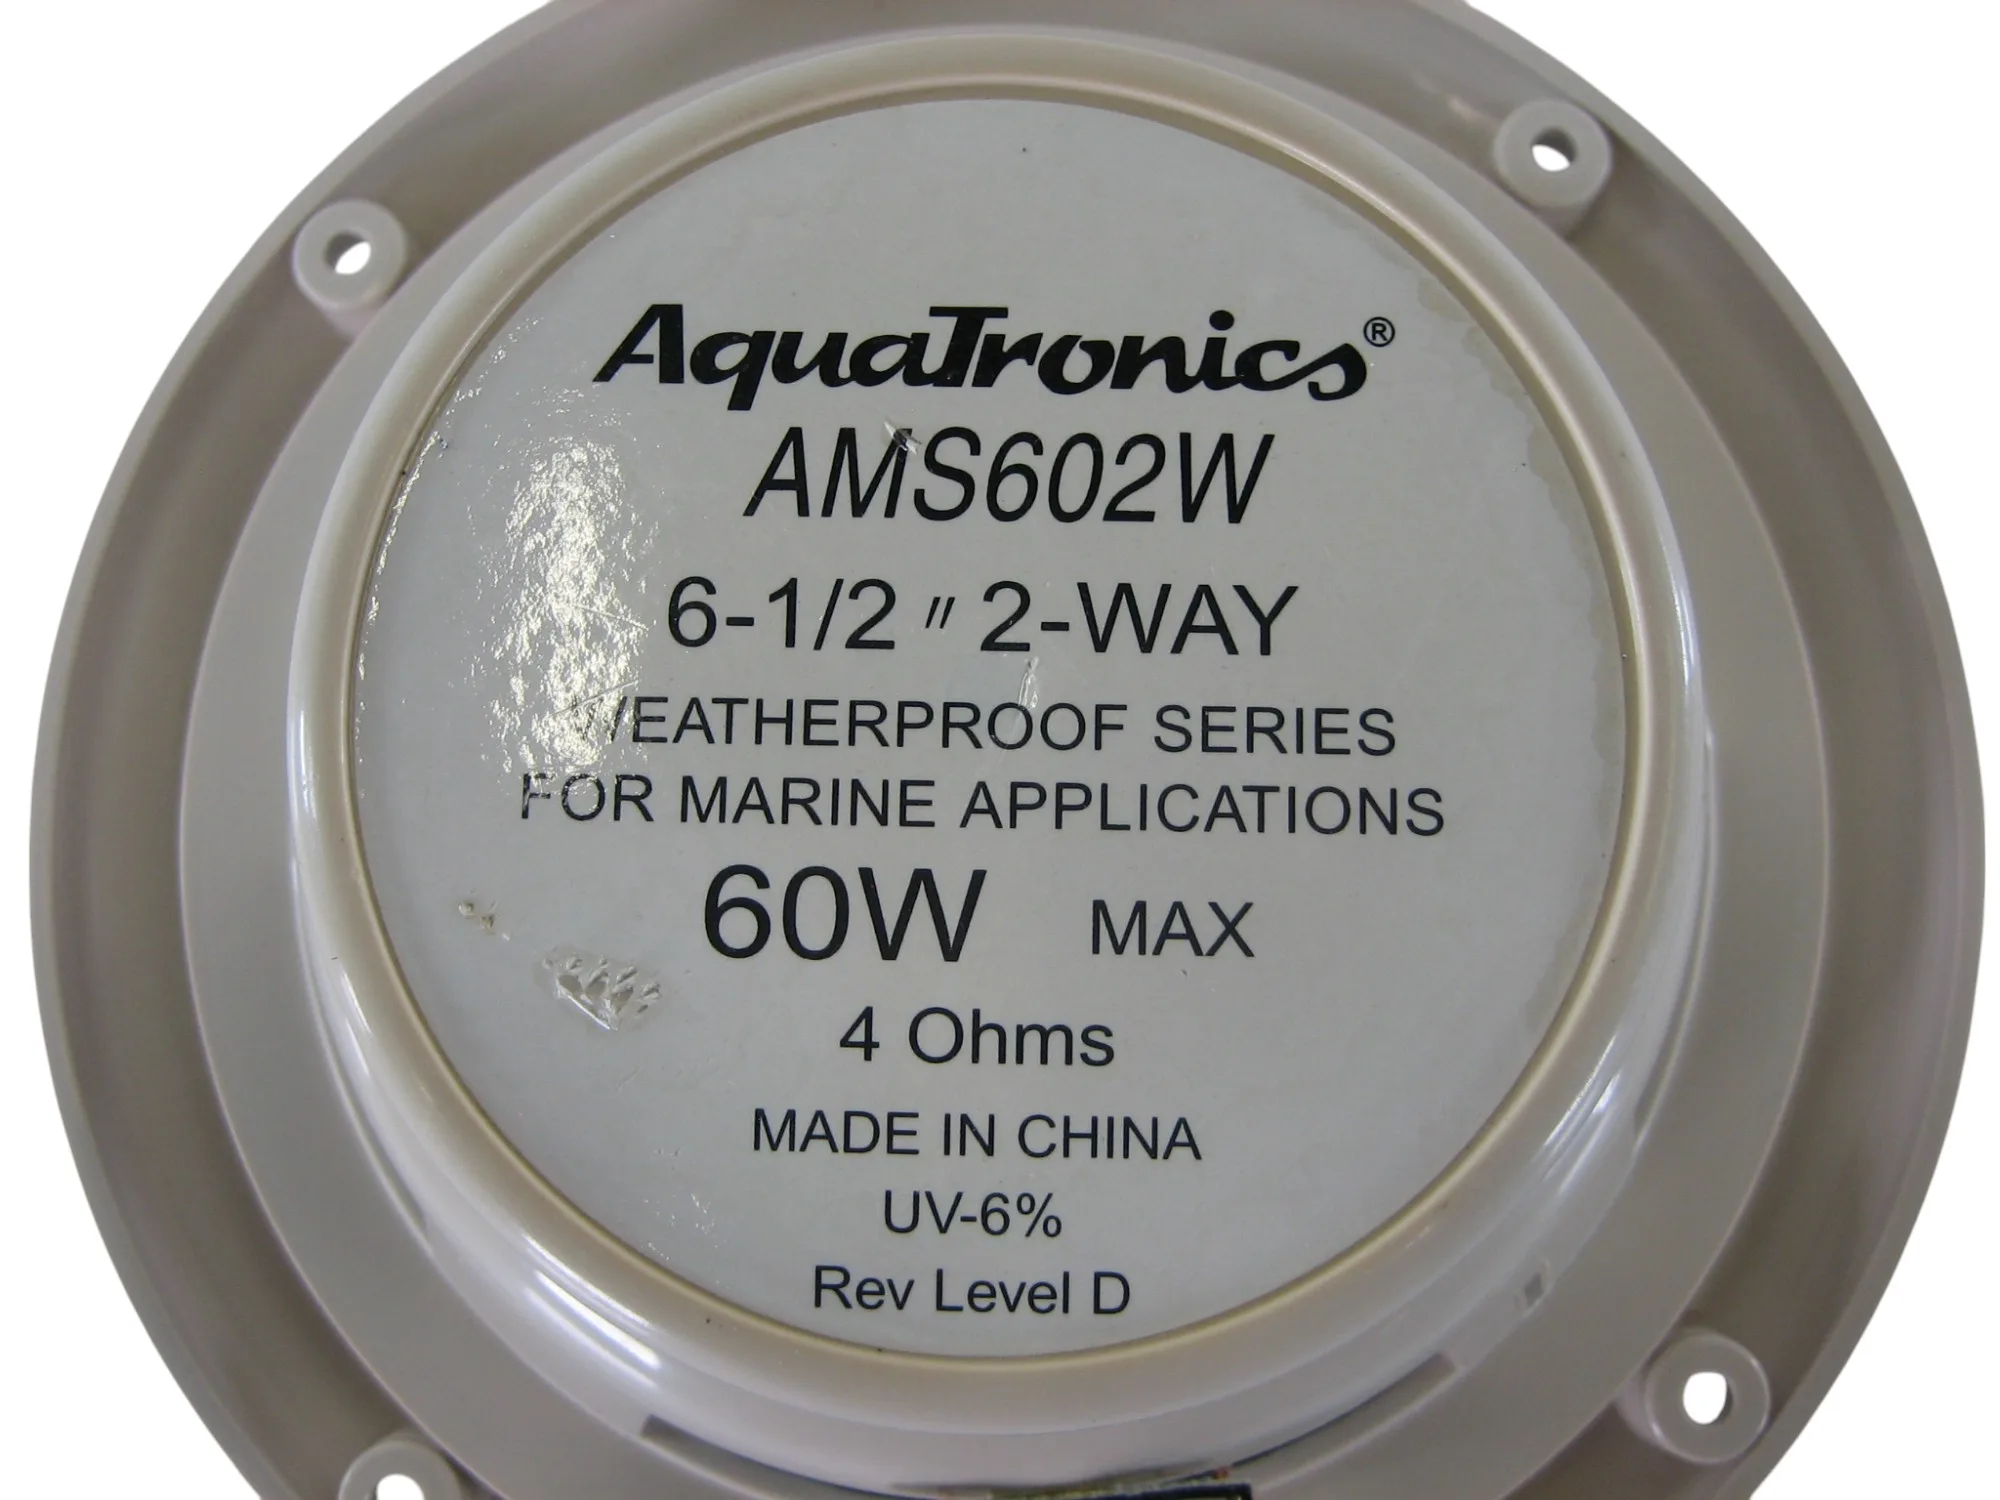 AquaTronics®
AMS602W
6-1/2" 2-WAY
WEATHERPROOF SERIES
FOR MARINE APPLICATIONS
60W MAX
4 Ohms
MADE IN CHINA
UV-6%
Rev Level D